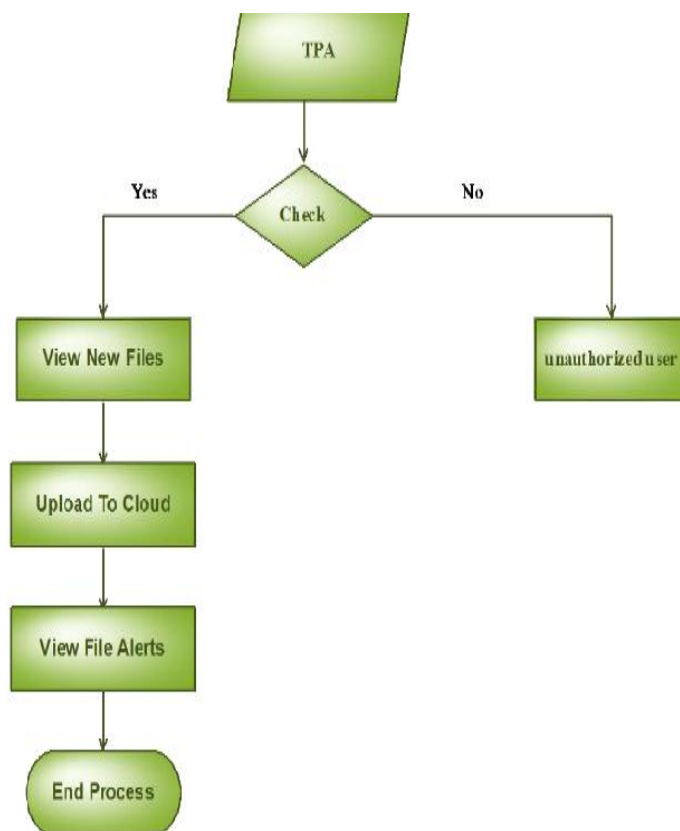 TPA
Yes
No
Check
View New Files
unauthorized user
Upload To Cloud
View File Alerts
End Process